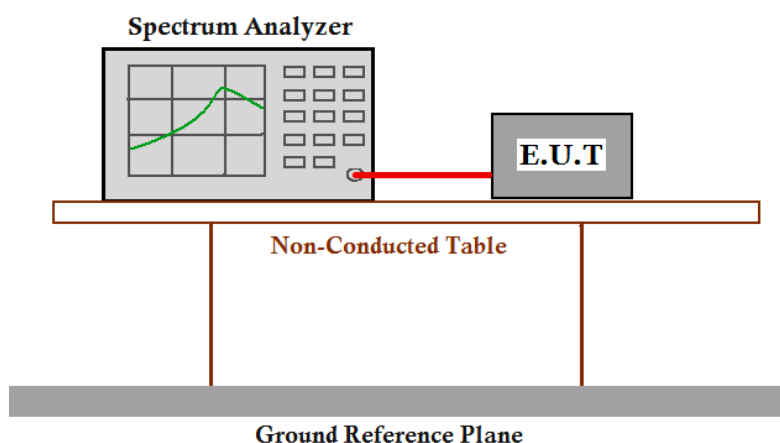 Spectrum Analyzer
E.U.T
Non-Conducted Table
Ground Reference Plane